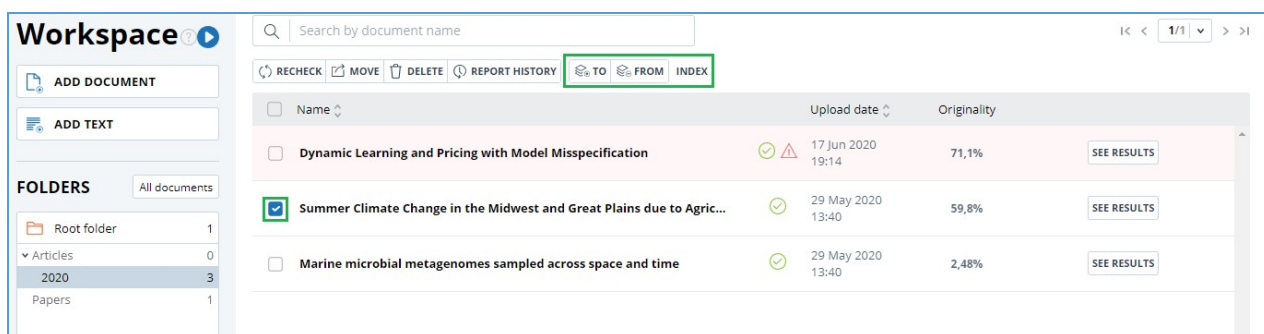 Workspace
ADD DOCUMENT
ADD TEXT
FOLDERS All documents
Root folder 1
Articles 0
2020 3
Papers 1
Search by document name
1/1
RECHECK MOVE DELETE REPORT HISTORY TO FROM INDEX
Name Upload date Originality
Dynamic Learning and Pricing with Model Misspecification 17 Jun 2020 71,1% SEE RESULTS
19:14
Summer Climate Change in the Midwest and Great Plains due to Agric... 29 May 2020 59,8% SEE RESULTS
13:40
Marine microbial metagenomes sampled across space and time 29 May 2020 2,48% SEE RESULTS
13:40